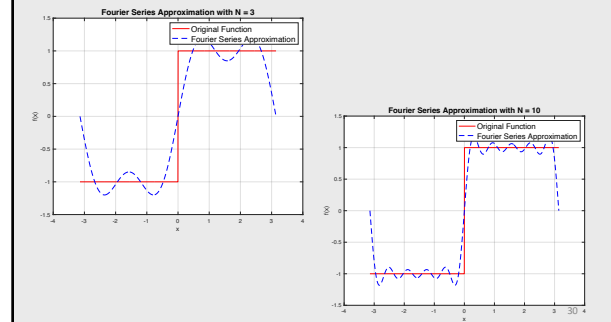 Fourier Series Approximation with N = 3
1.5
Original Function
Fourier Series Approximation
1
0.5
f(x)
0
-0.5
-1
-1.5
-4 -3 -2 -1 0 1 2 3 4
x
Fourier Series Approximation with N = 10
1.5
Original Function
Fourier Series Approximation
1
0.5
f(x)
0
-0.5
-1
-1.5
-4 -3 -2 -1 0 1 2 3 4
x
30